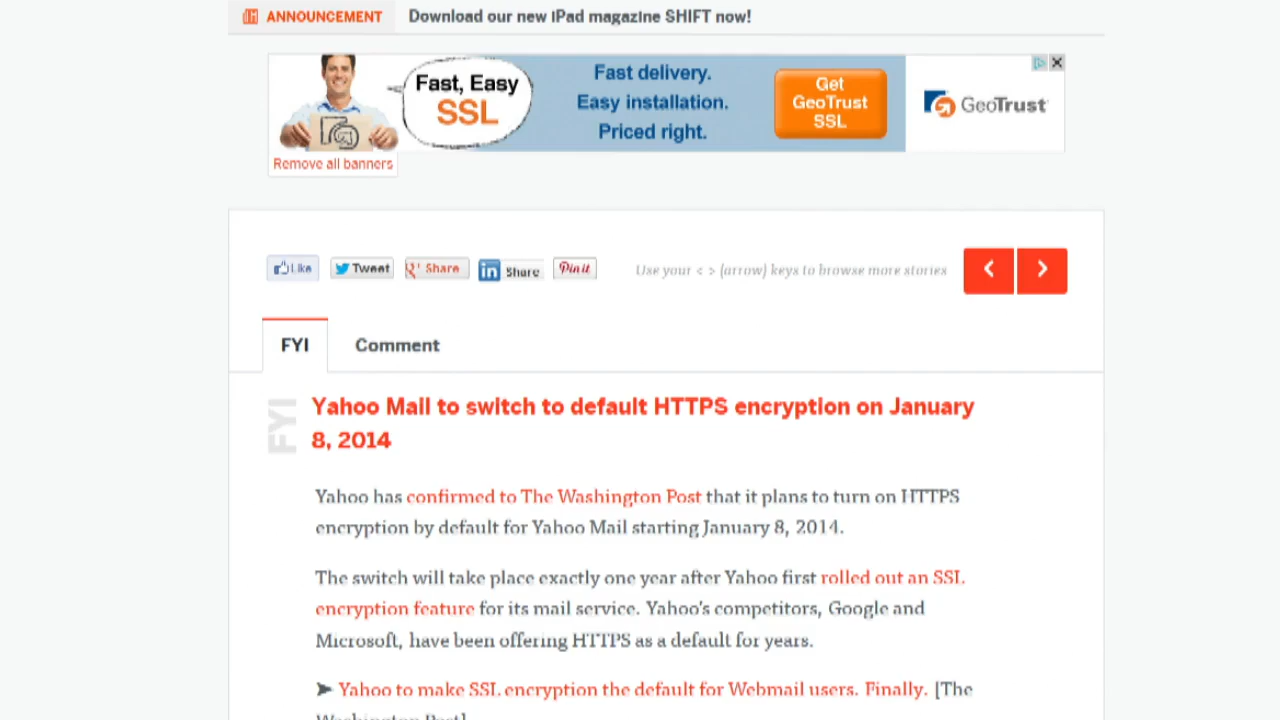 ANNOUNCEMENT Download our new iPad magazine SHIFT now!
Fast, Easy
SSL
Fast delivery.
Easy installation.
Priced right.
Get
GeoTrust
SSL
GeoTrust
Remove all banners
Like Tweet Share Share Pin it Use your < > (arrow) keys to browse more stories
FYI Comment
FYI
Yahoo Mail to switch to default HTTPS encryption on January
8, 2014
Yahoo has confirmed to The Washington Post that it plans to turn on HTTPS
encryption by default for Yahoo Mail starting January 8, 2014.
The switch will take place exactly one year after Yahoo first rolled out an SSL
encryption feature for its mail service. Yahoo's competitors, Google and
Microsoft, have been offering HTTPS as a default for years.
➤ Yahoo to make SSL encryption the default for Webmail users. Finally. [The
Washington Post]